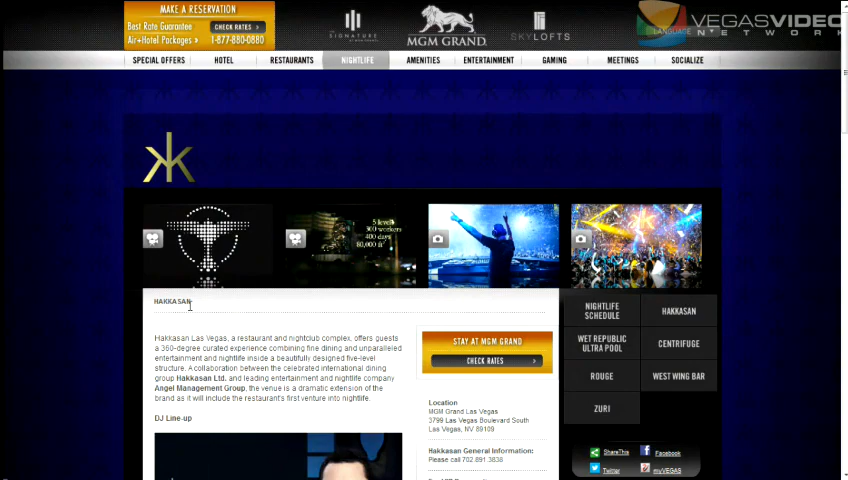 MAKE A RESERVATION
Best Rate Guarantee
CHECK RATES >
Air+Hotel Packages >
1-877-880-0880
THE
SIGNATURE
AT MGM GRAND
MGM GRAND.
SKYLOFTS
LANGUAGE
VEGASVIDEO
NETWORK
SPECIAL OFFERS
HOTEL
RESTAURANTS
NIGHTLIFE
AMENITIES
ENTERTAINMENT
GAMING
MEETINGS
SOCIALIZE
5 levels
300 workers
400 days
80,000 ft²
HAKKASAN
Hakkasan Las Vegas, a restaurant and nightclub complex, offers guests
a 360-degree curated experience combining fine dining and unparalleled
entertainment and nightlife inside a beautifully designed five-level
structure. A collaboration between the celebrated international dining
group Hakkasan Ltd. and leading entertainment and nightlife company
Angel Management Group, the venue is a dramatic extension of the
brand as it will include the restaurant's first venture into nightlife.
DJ Line-up
STAY AT MGM GRAND
CHECK RATES >
Location
MGM Grand Las Vegas
3799 Las Vegas Boulevard South
Las Vegas, NV 89109
Hakkasan General Information:
Please call 702.891.3838
NIGHTLIFE
SCHEDULE
HAKKASAN
WET REPUBLIC
ULTRA POOL
CENTRIFUGE
ROUGE
WEST WING BAR
ZURI
ShareThis
Facebook
Twitter
myVEGAS